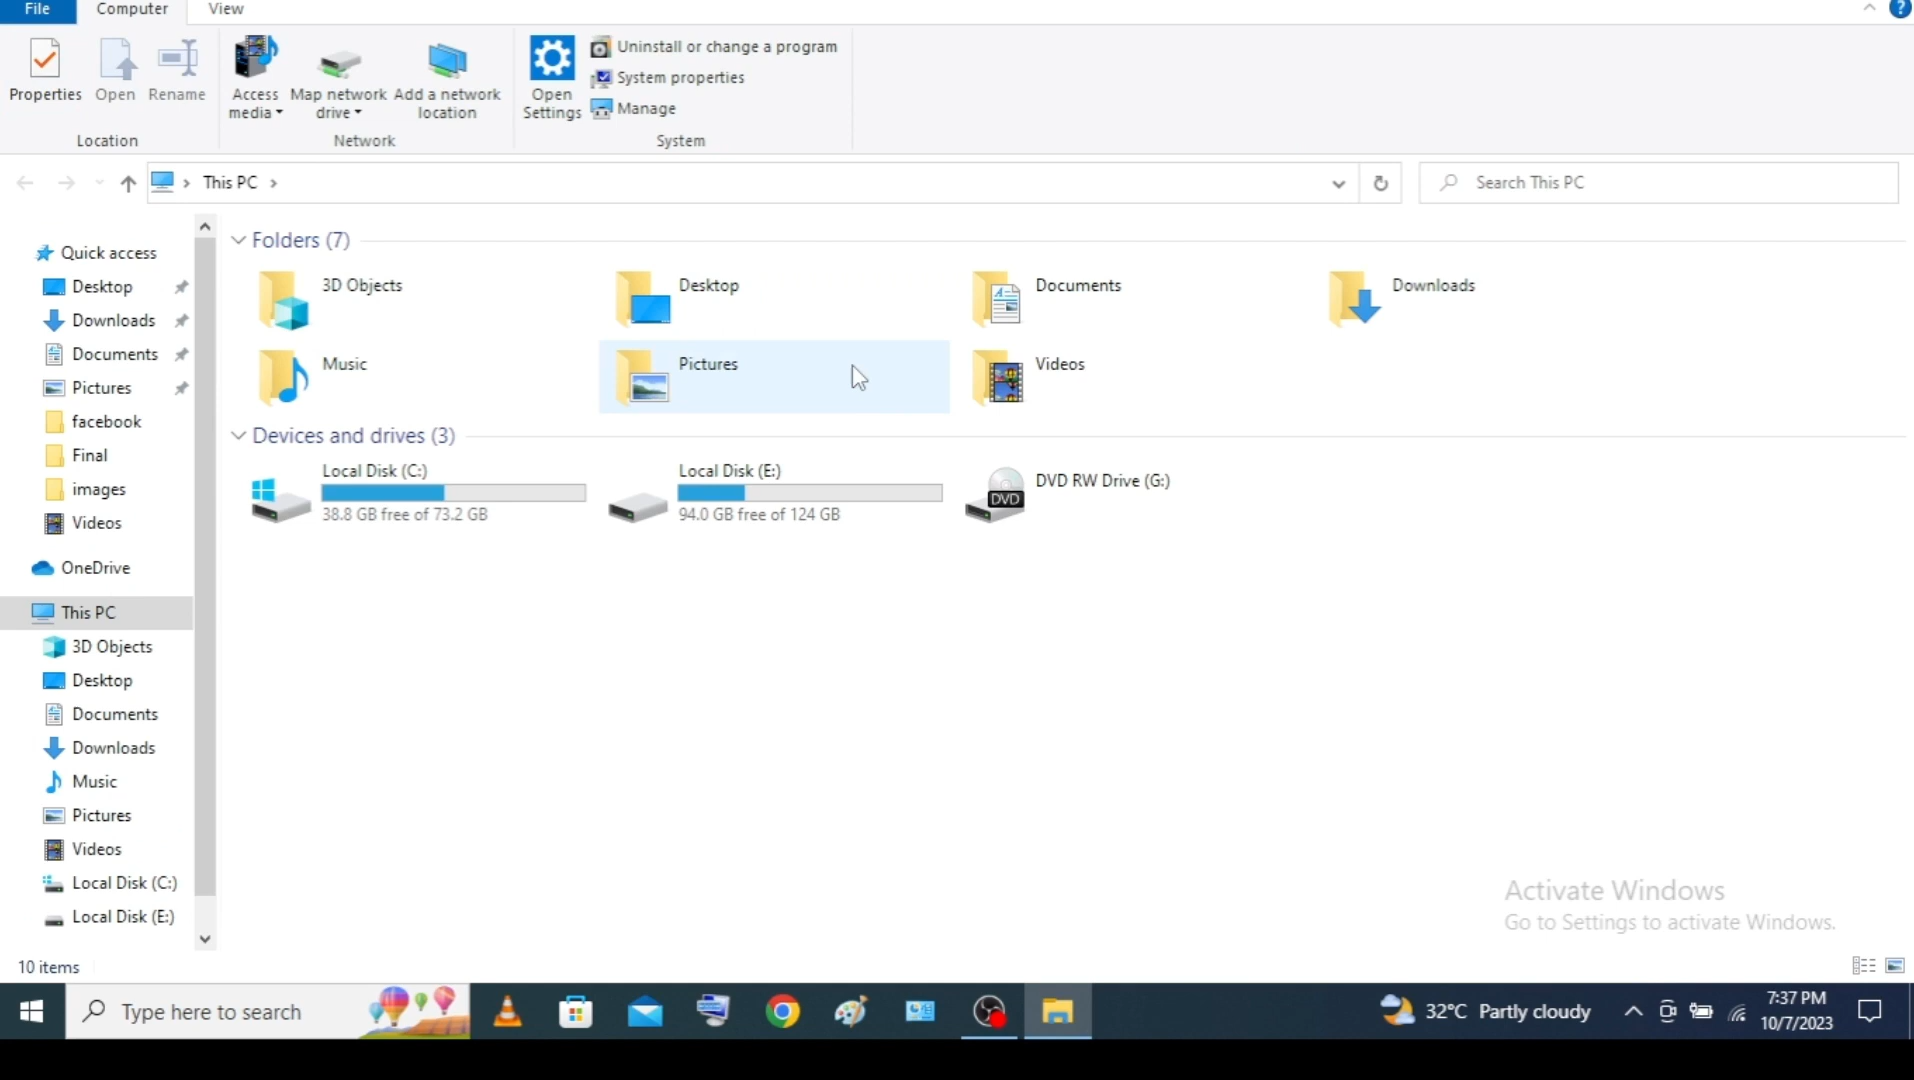 File Computer View
?
Properties Open Rename Access media Map network drive Add a network location Open Settings
Uninstall or change a program
System properties
Manage
Location Network System
This PC
Search This PC
Quick access
Desktop
Downloads
Documents
Pictures
facebook
Final
images
Videos
OneDrive
This PC
3D Objects
Desktop
Documents
Downloads
Music
Pictures
Videos
Local Disk (C:)
Local Disk (E:)
Folders (7)
3D Objects Desktop Documents Downloads
Music Pictures Videos
Devices and drives (3)
Local Disk (C:)
38.8 GB free of 73.2 GB
Local Disk (E:)
94.0 GB free of 124 GB
DVD
DVD RW Drive (G:)
Activate Windows
Go to Settings to activate Windows.
10 items
Type here to search
32°C Partly cloudy
7:37 PM
10/7/2023